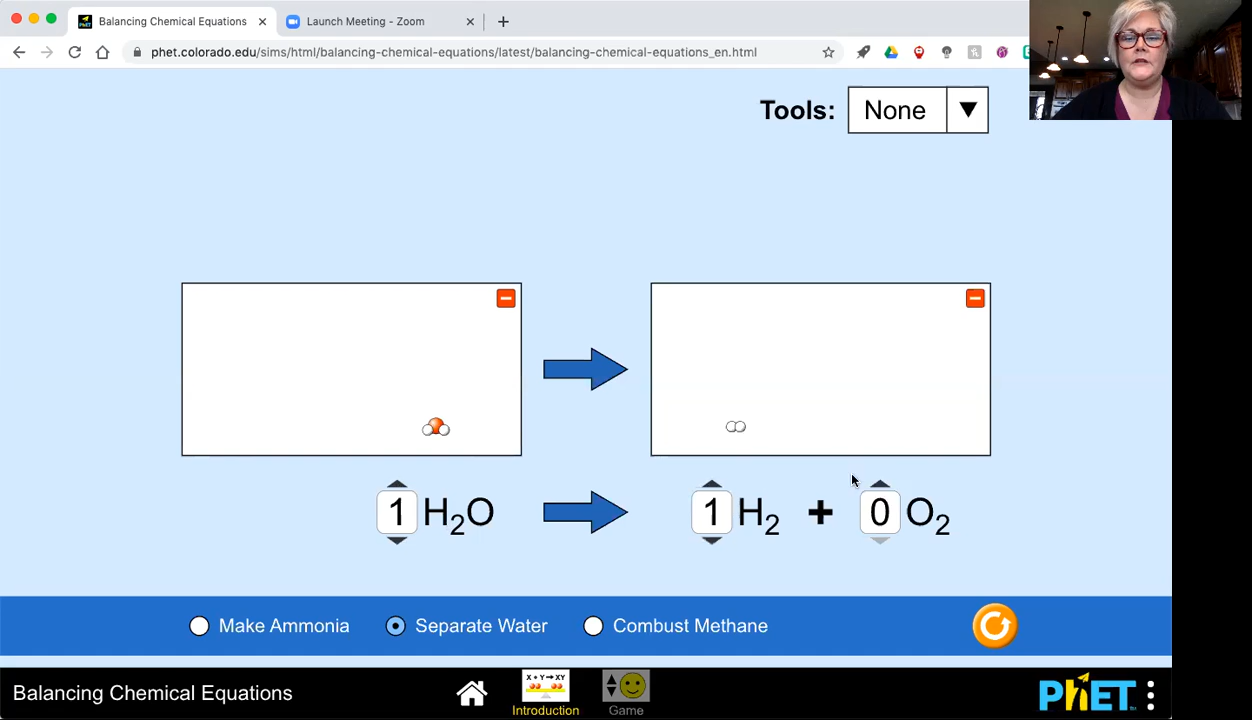 Balancing Chemical Equations
Launch Meeting - Zoom
phet.colorado.edu/sims/html/balancing-chemical-equations/latest/balancing-chemical-equations_en.html
Tools: None
1 H₂O 1 H₂ + 0 O₂
Make Ammonia Separate Water Combust Methane
Balancing Chemical Equations
X + Y → XY
Introduction
Game
PhET